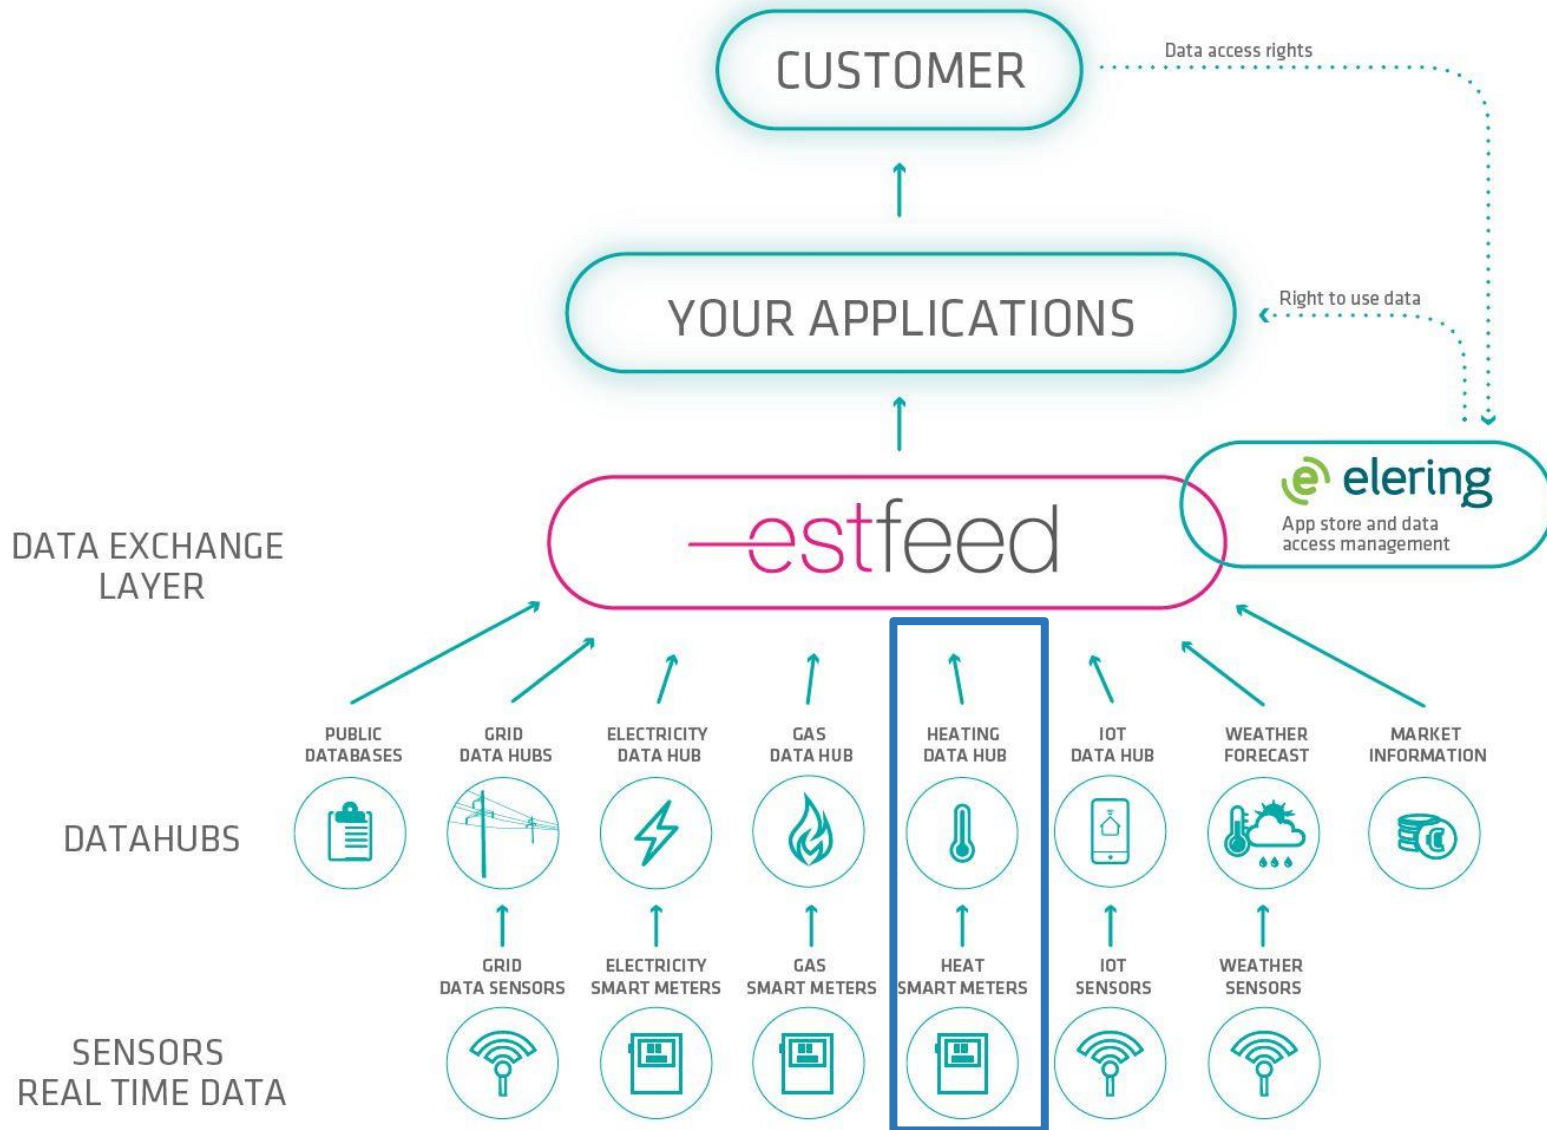 CUSTOMER
Data access rights
YOUR APPLICATIONS
Right to use data
estfeed
e elering
App store and data
access management
DATA EXCHANGE
LAYER
PUBLIC
DATABASES
GRID
DATA HUBS
ELECTRICITY
DATA HUB
GAS
DATA HUB
HEATING
DATA HUB
IOT
DATA HUB
WEATHER
FORECAST
MARKET
INFORMATION
DATAHUBS
GRID
DATA SENSORS
ELECTRICITY
SMART METERS
GAS
SMART METERS
HEAT
SMART METERS
IOT
SENSORS
WEATHER
SENSORS
SENSORS
REAL TIME DATA